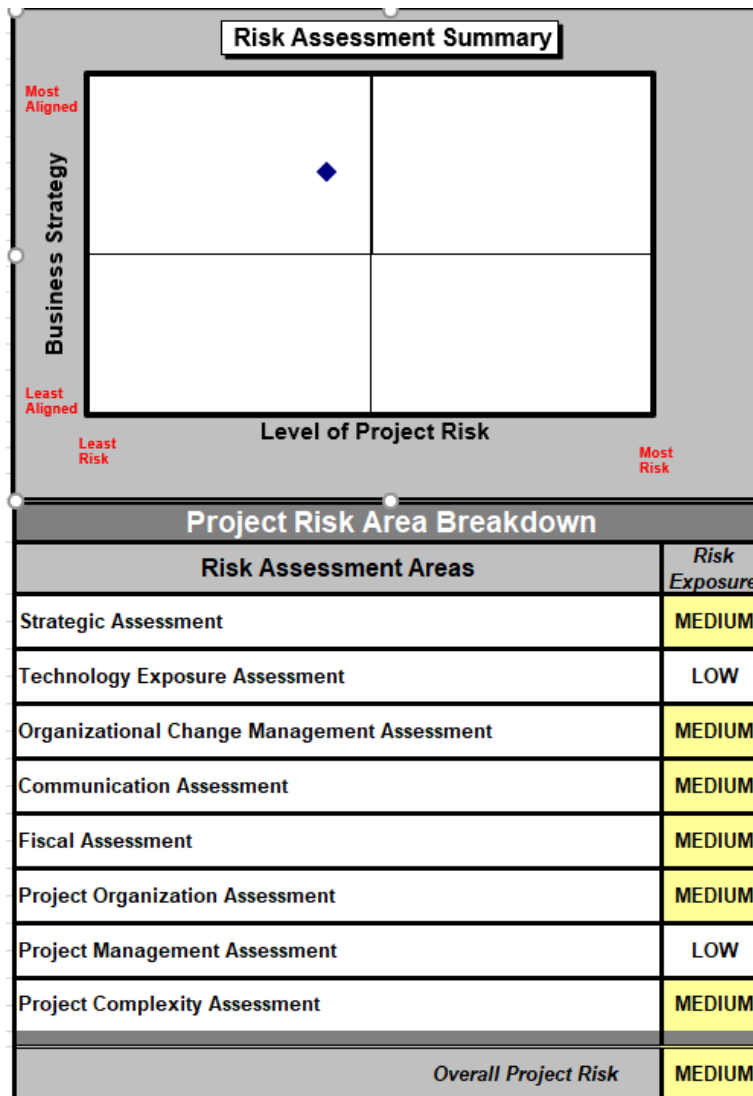 Risk Assessment Summary
Most
Aligned
Business Strategy
Least
Aligned
Level of Project Risk
Least
Risk
Most
Risk
Project Risk Area Breakdown
Risk Assessment Areas
Risk
Exposure
Strategic Assessment MEDIUM
Technology Exposure Assessment LOW
Organizational Change Management Assessment MEDIUM
Communication Assessment MEDIUM
Fiscal Assessment MEDIUM
Project Organization Assessment MEDIUM
Project Management Assessment LOW
Project Complexity Assessment MEDIUM
Overall Project Risk MEDIUM